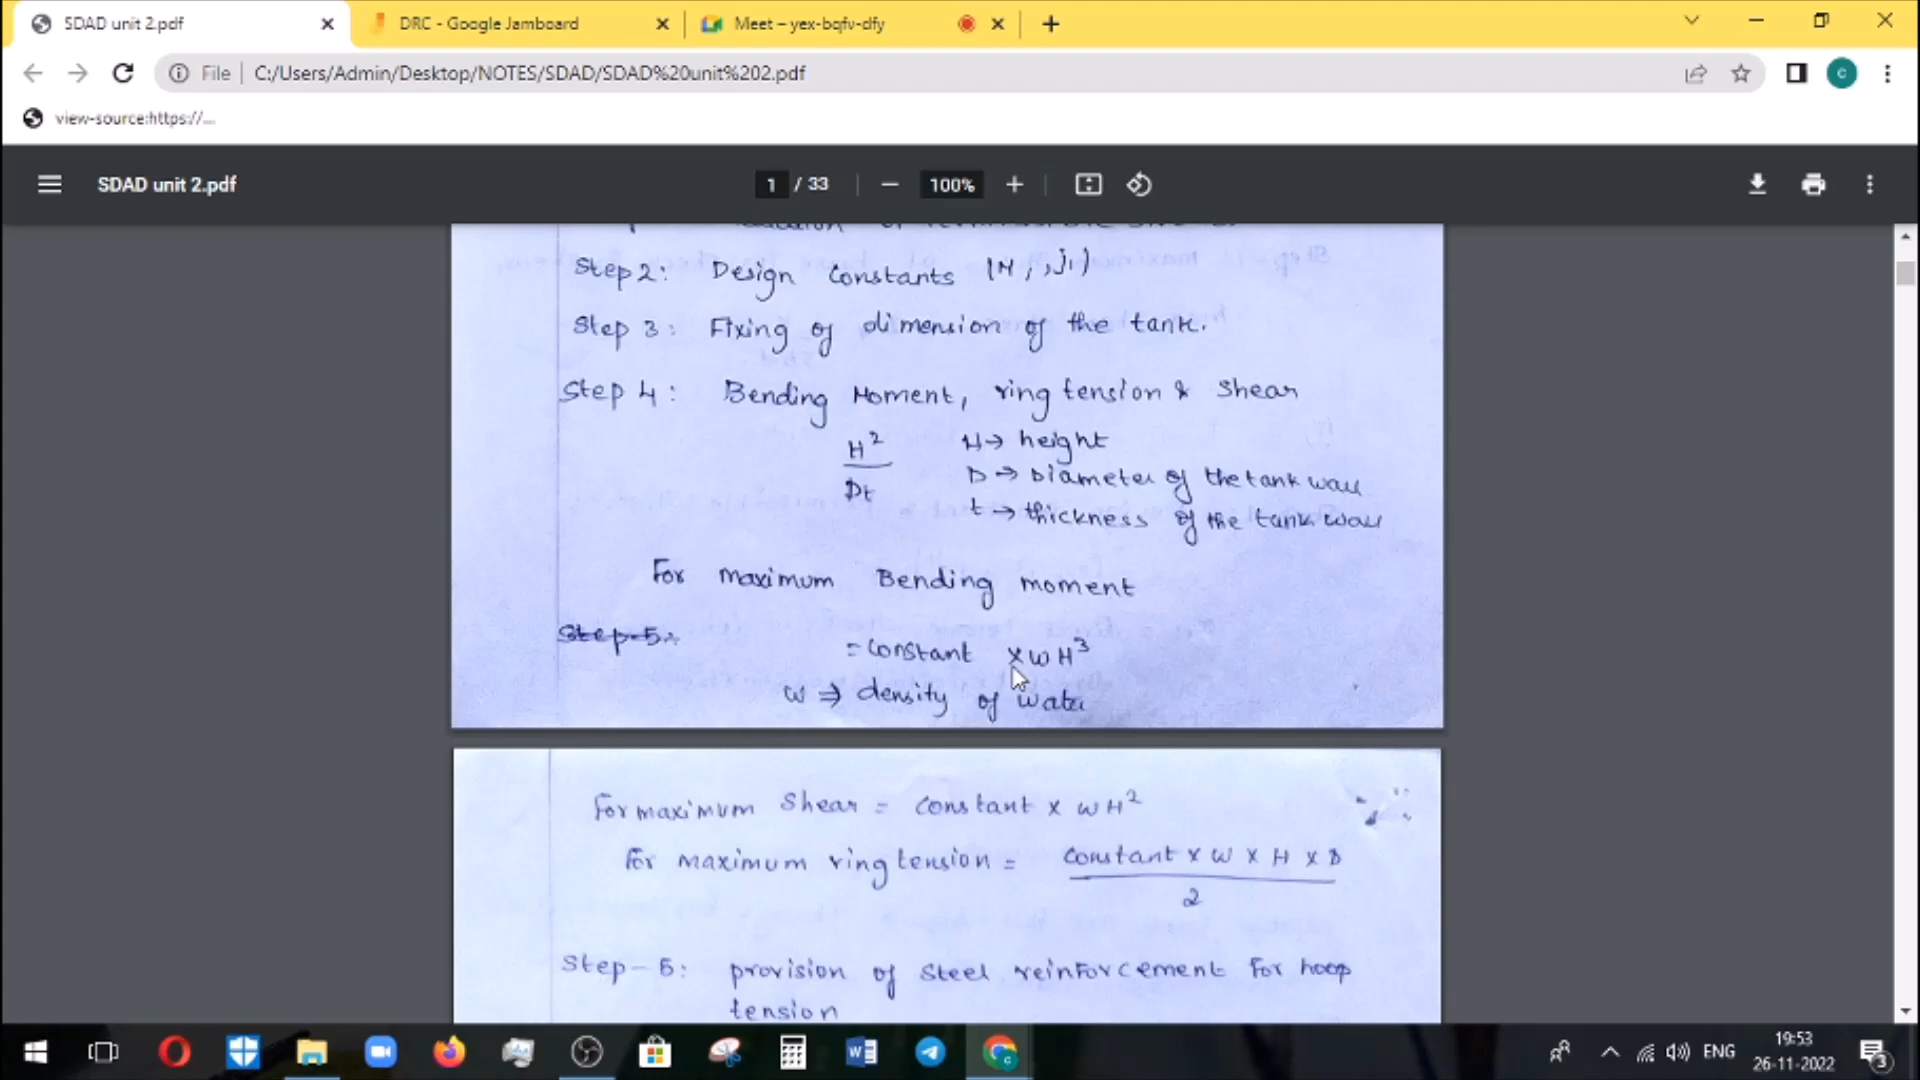 SDAD unit 2.pdf
DRC - Google Jamboard
Meet – yex-bqfv-dfy
File
C:/Users/Admin/Desktop/NOTES/SDAD/SDAD%20unit%202.pdf
C
view-source:https://...
SDAD unit 2.pdf
1 / 33
100%
Step 2: Design Constants
Step 3: Fixing of dimension of the tank.
Step 4: Bending Moment, ring tension & Shear
H² H → height
Dt D → Diameter of the tank wall
t → thickness of the tank wall
For maximum Bending moment
Step-5:
= constant × w H³
w ⇒ density of water
For maximum Shear = Constant × w H²
For maximum ring tension = Constant × w × H × D
2
Step-5: provision of steel reinforcement for hoop
tension
ENG
19:53
26-11-2022
3